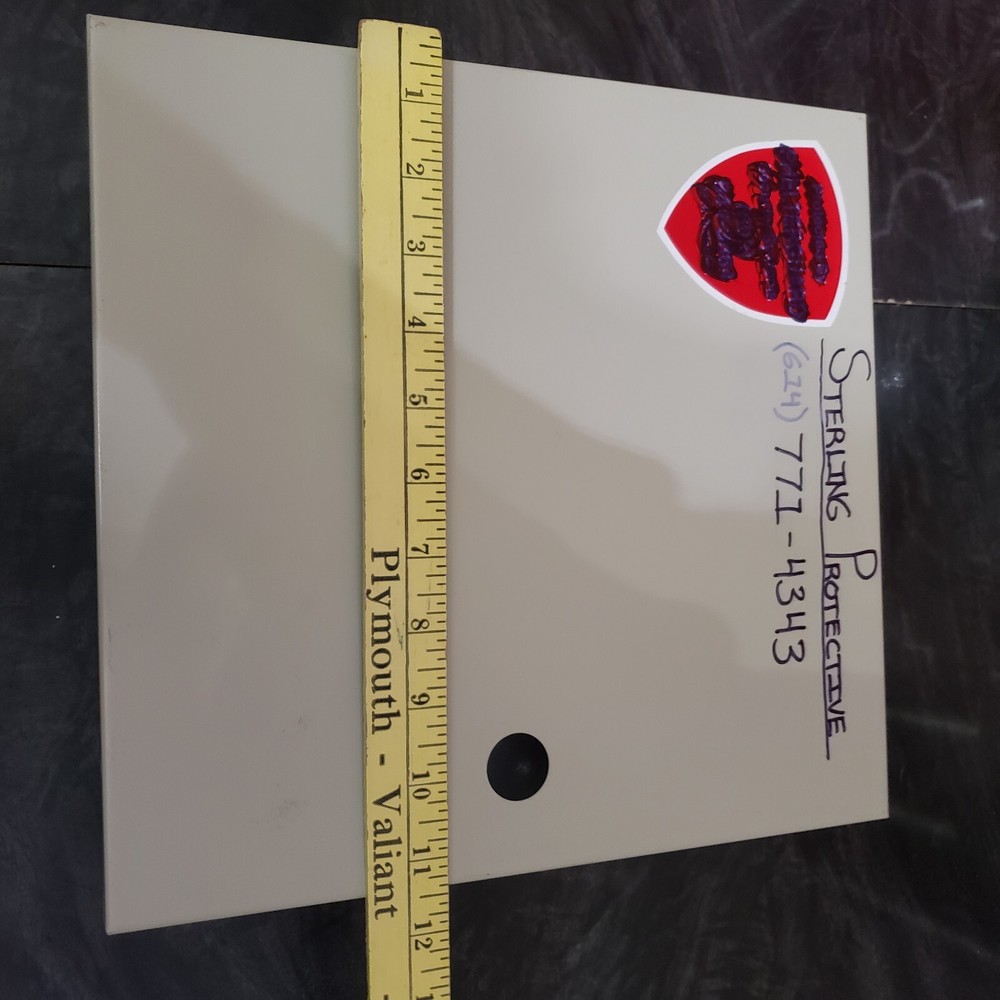 STERLING PROTECTIVE
(614) 771-4343
1 2 3 4 5 6 7 8 9 10 11 12
Plymouth - Valiant -